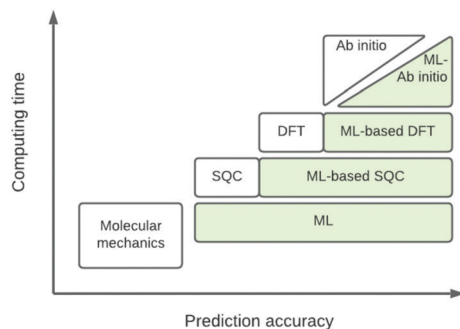 Computing time
Ab initio
ML-
Ab initio
DFT
ML-based DFT
SQC
ML-based SQC
Molecular
mechanics
ML
Prediction accuracy